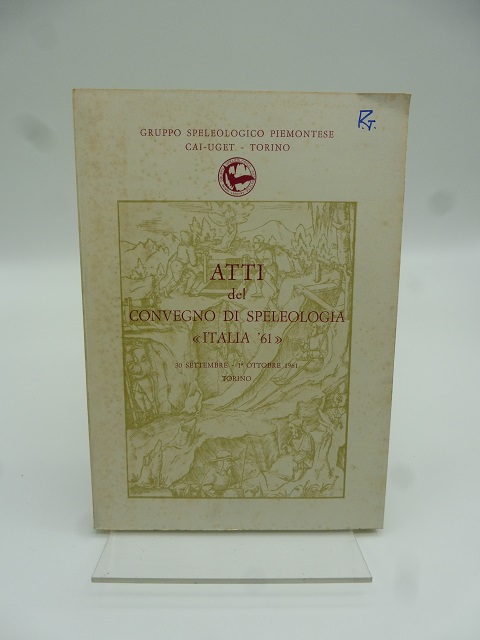 GRUPPO SPELEOLOGICO PIEMONTESE
CAI-UGET - TORINO
ATTI
del
CONVEGNO DI SPELEOLOGIA
« ITALIA '61 »
30 SETTEMBRE - 1° OTTOBRE 1961
TORINO